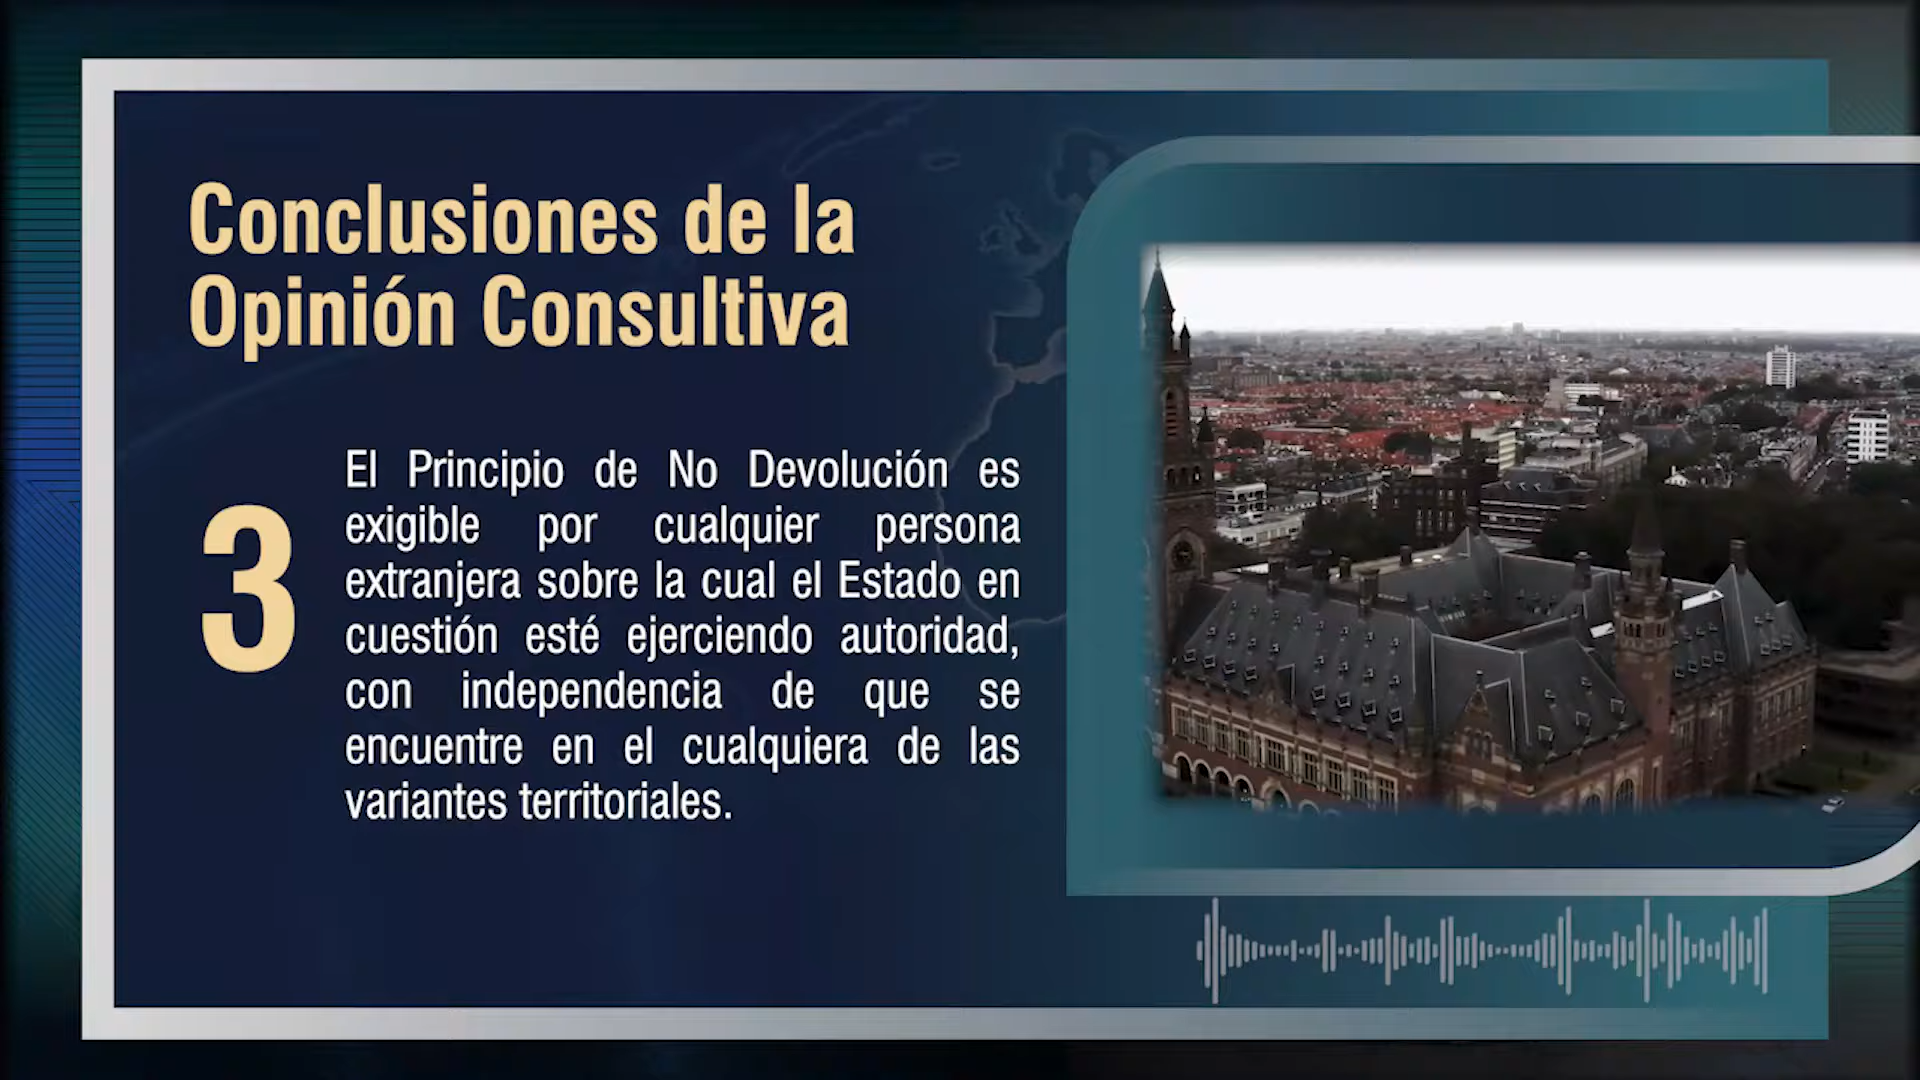 Conclusiones de la
Opinión Consultiva
3
El Principio de No Devolución es
exigible por cualquier persona
extranjera sobre la cual el Estado en
cuestión esté ejerciendo autoridad,
con independencia de que se
encuentre en el cualquiera de las
variantes territoriales.